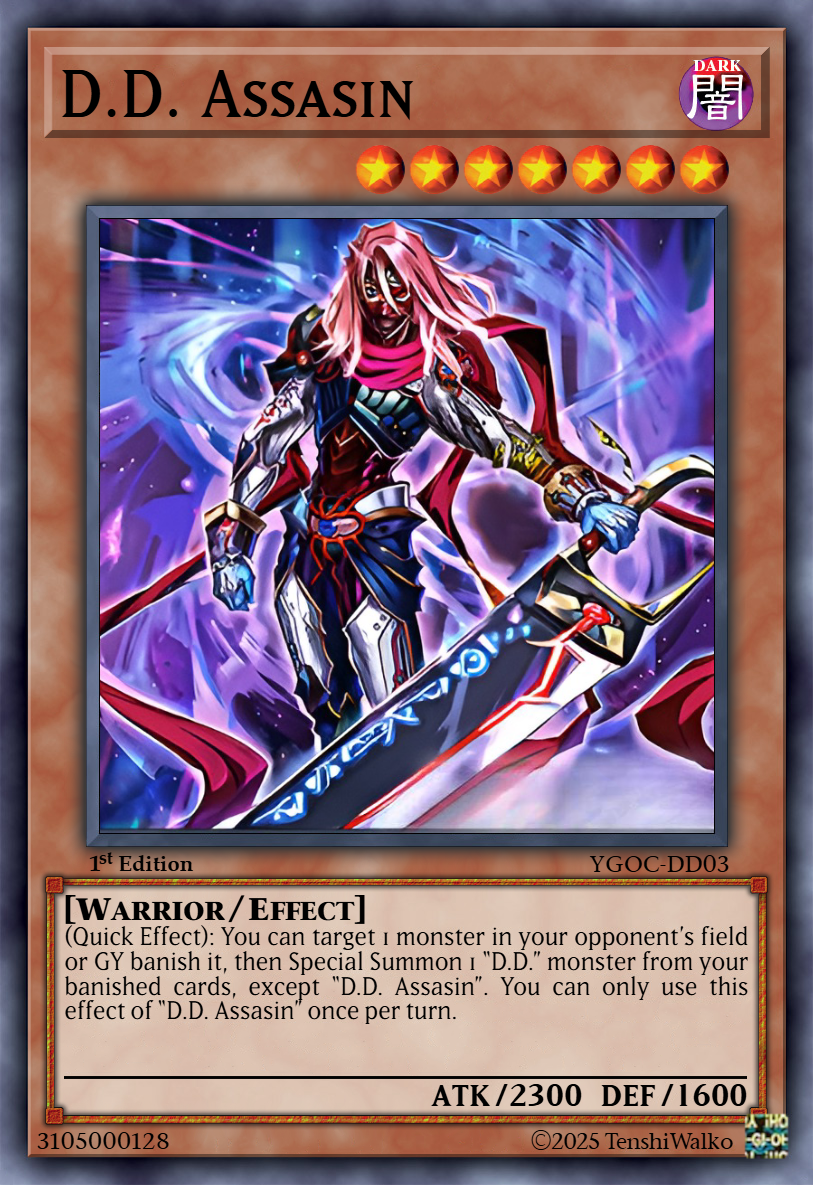 D.D. Assasin
DARK
闇
1st Edition
YGOC-DD03
[Warrior/Effect]
(Quick Effect): You can target 1 monster in your opponent's field
or GY banish it, then Special Summon 1 "D.D." monster from your
banished cards, except "D.D. Assasin". You can only use this
effect of "D.D. Assasin" once per turn.
ATK/2300 DEF/1600
3105000128
©2025 TenshiWalko